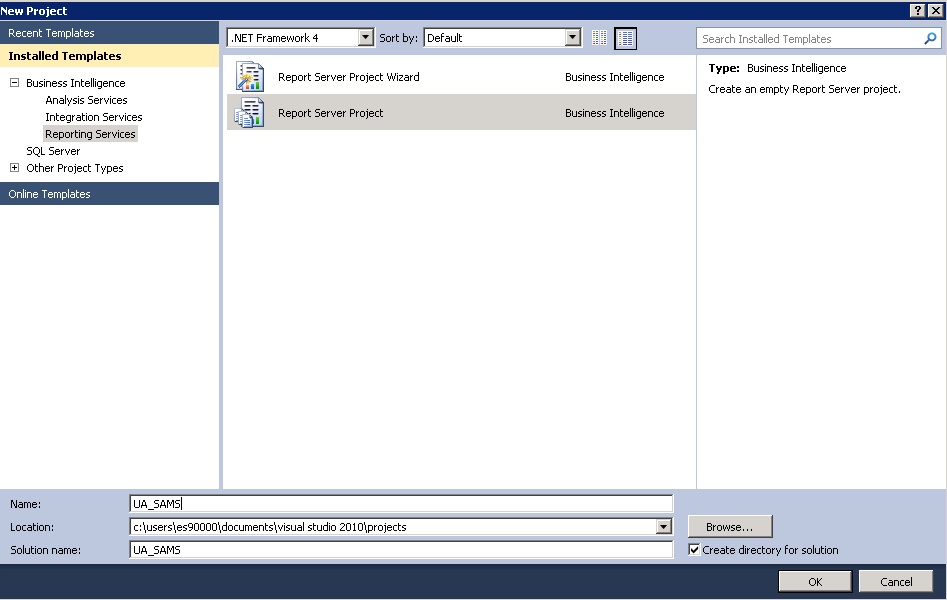 New Project
Recent Templates
Installed Templates
Business Intelligence
Analysis Services
Integration Services
Reporting Services
SQL Server
Other Project Types
Online Templates
.NET Framework 4
Sort by:
Default
Report Server Project Wizard
Business Intelligence
Report Server Project
Business Intelligence
Search Installed Templates
Type: Business Intelligence
Create an empty Report Server project.
Name:
UA_SAMS
Location:
c:\users\es90000\documents\visual studio 2010\projects
Browse...
Solution name:
UA_SAMS
Create directory for solution
OK
Cancel